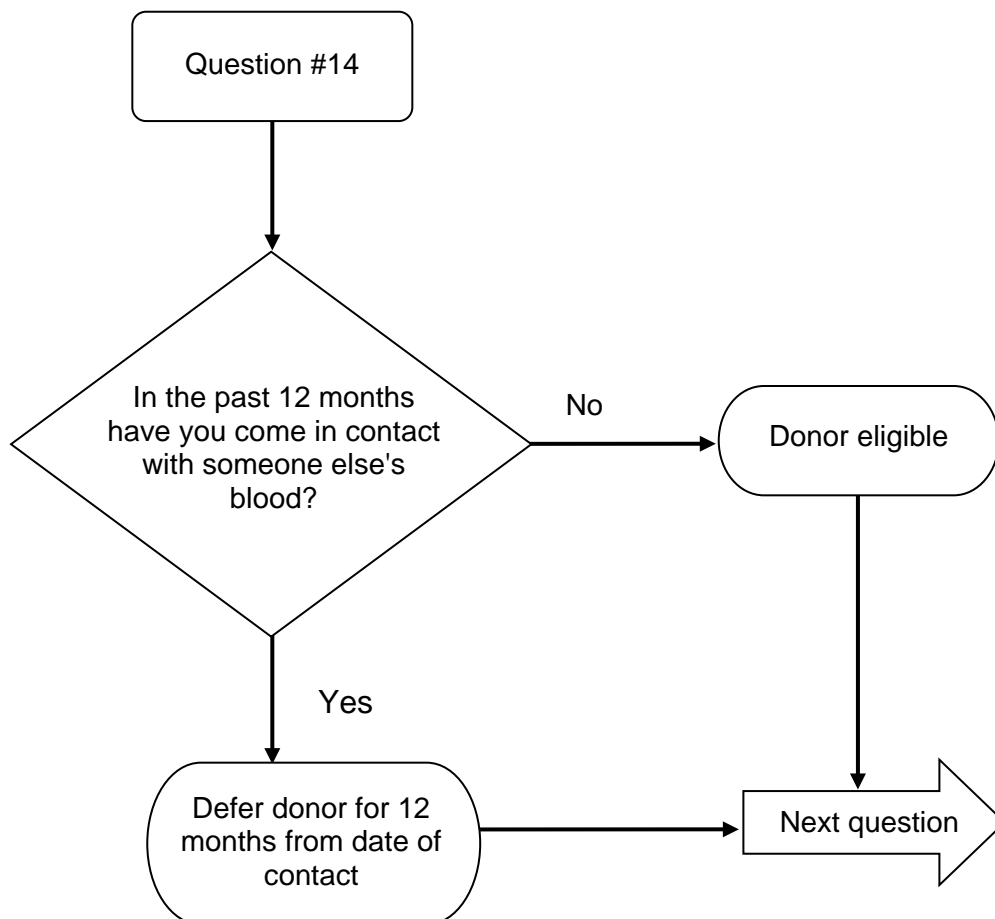 Question #14
In the past 12 months
have you come in contact
with someone else's
blood?
No
Donor eligible
Yes
Defer donor for 12
months from date of
contact
Next question